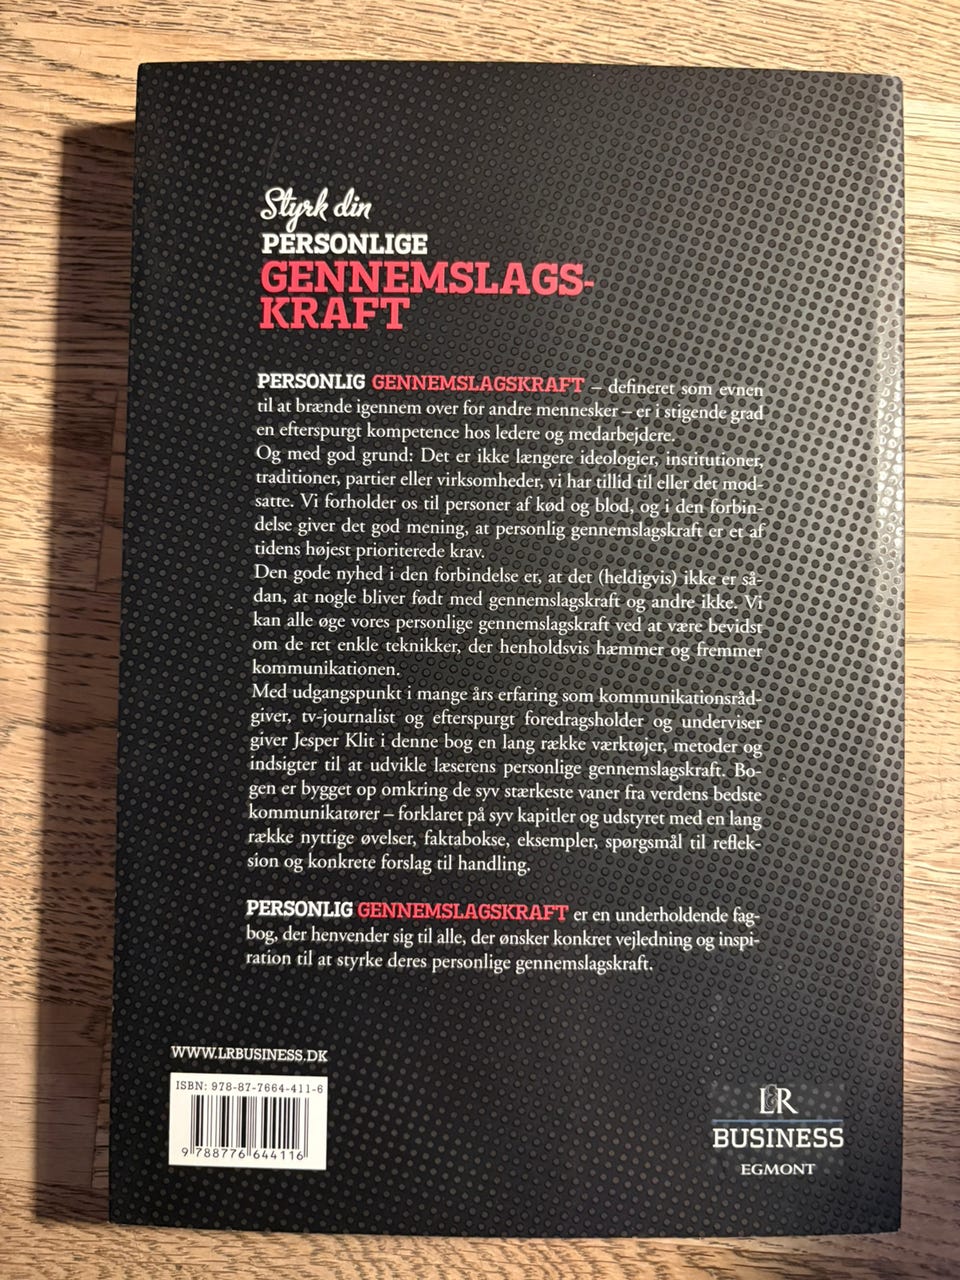 Styrk din
PERSONLIGE
GENNEMSLAGS-
KRAFT
PERSONLIG GENNEMSLAGSKRAFT – defineret som evnen
til at brænde igennem over for andre mennesker – er i stigende grad
en efterspurgt kompetence hos ledere og medarbejdere.
Og med god grund: Det er ikke længere ideologier, institutioner,
traditioner, partier eller virksomheder, vi har tillid til eller det mod-
satte. Vi forholder os til personer af kød og blod, og i den forbin-
delse giver det god mening, at personlig gennemslagskraft er et af
tidens højest prioriterede krav.
Den gode nyhed i den forbindelse er, at det (heldigvis) ikke er så-
dan, at nogle bliver født med gennemslagskraft og andre ikke. Vi
kan alle øge vores personlige gennemslagskraft ved at være bevidst
om de ret enkle teknikker, der henholdsvis hæmmer og fremmer
kommunikationen.
Med udgangspunkt i mange års erfaring som kommunikationsråd-
giver, tv-journalist og efterspurgt foredragsholder og underviser
giver Jesper Klit i denne bog en lang række værktøjer, metoder og
indsigter til at udvikle læserens personlige gennemslagskraft. Bo-
gen er bygget op omkring de syv stærkeste vaner fra verdens bedste
kommunikatører – forklaret på syv kapitler og udstyret med en lang
række nyttige øvelser, faktabokse, eksempler, spørgsmål til reflek-
sion og konkrete forslag til handling.
PERSONLIG GENNEMSLAGSKRAFT er en underholdende fag-
bog, der henvender sig til alle, der ønsker konkret vejledning og inspi-
ration til at styrke deres personlige gennemslagskraft.
WWW.LRBUSINESS.DK
ISBN: 978-87-7664-411-6
9 788776 644116
L&R
BUSINESS
EGMONT